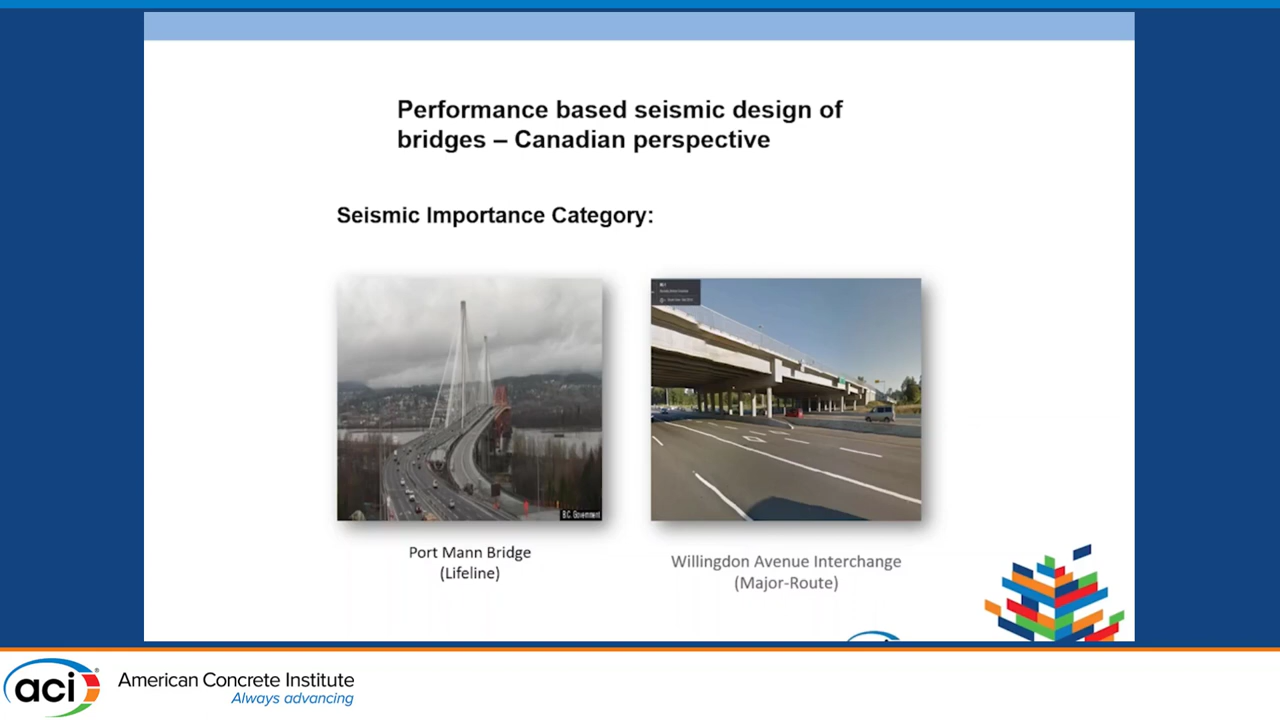 Performance based seismic design of
bridges – Canadian perspective
Seismic Importance Category:
B.C. Government
Port Mann Bridge
(Lifeline)
Willingdon Avenue Interchange
(Major-Route)
aci®
American Concrete Institute
Always advancing